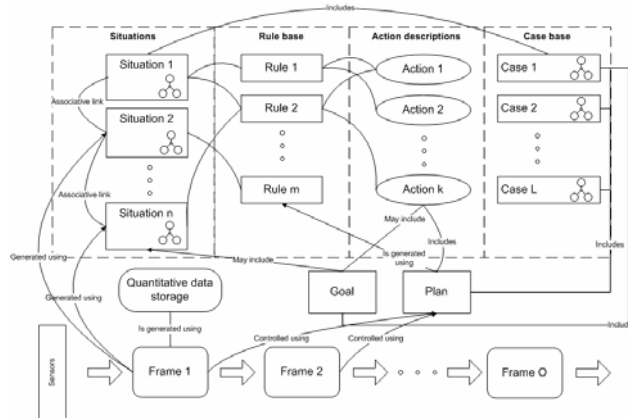 Includes
Situations
Rule base
Action descriptions
Case base
Situation 1
Rule 1
Action 1
Case 1
Associative link
Rule 2
Action 2
Case 2
Situation 2
Associative link
Rule m
Action k
Case L
Situation n
May include
Is generated
using
Includes
Includes
Generated using
May include
Generated using
Quantitative data
storage
Goal
Plan
Is generated using
Controlled using
Controlled using
Includ
Sensors
Frame 1
Frame 2
Frame O